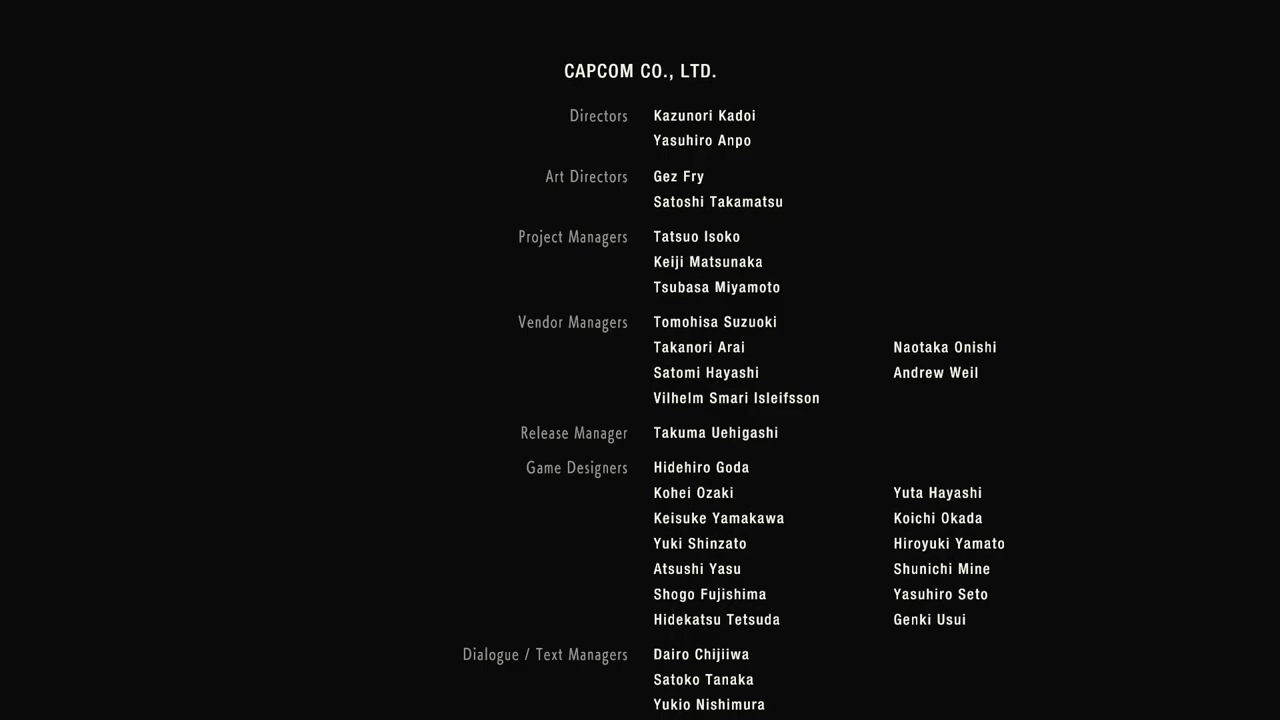 CAPCOM CO., LTD.
Directors Kazunori Kadoi
Yasuhiro Anpo
Art Directors Gez Fry
Satoshi Takamatsu
Project Managers Tatsuo Isoko
Keiji Matsunaka
Tsubasa Miyamoto
Vendor Managers Tomohisa Suzuoki
Takanori Arai Naotaka Onishi
Satomi Hayashi Andrew Weil
Vilhelm Smari Isleifsson
Release Manager Takuma Uehigashi
Game Designers Hidehiro Goda
Kohei Ozaki Yuta Hayashi
Keisuke Yamakawa Koichi Okada
Yuki Shinzato Hiroyuki Yamato
Atsushi Yasu Shunichi Mine
Shogo Fujishima Yasuhiro Seto
Hidekatsu Tetsuda Genki Usui
Dialogue / Text Managers Dairo Chijiiwa
Satoko Tanaka
Yukio Nishimura